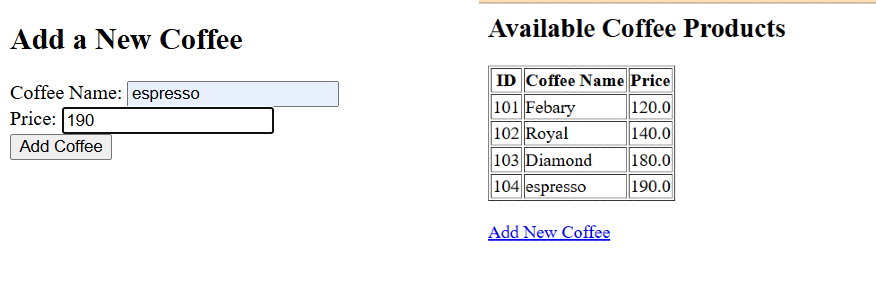 Add a New Coffee
Coffee Name: espresso
Price: 190
Add Coffee
Available Coffee Products
ID Coffee Name Price
101 Febary 120.0
102 Royal 140.0
103 Diamond 180.0
104 espresso 190.0
Add New Coffee